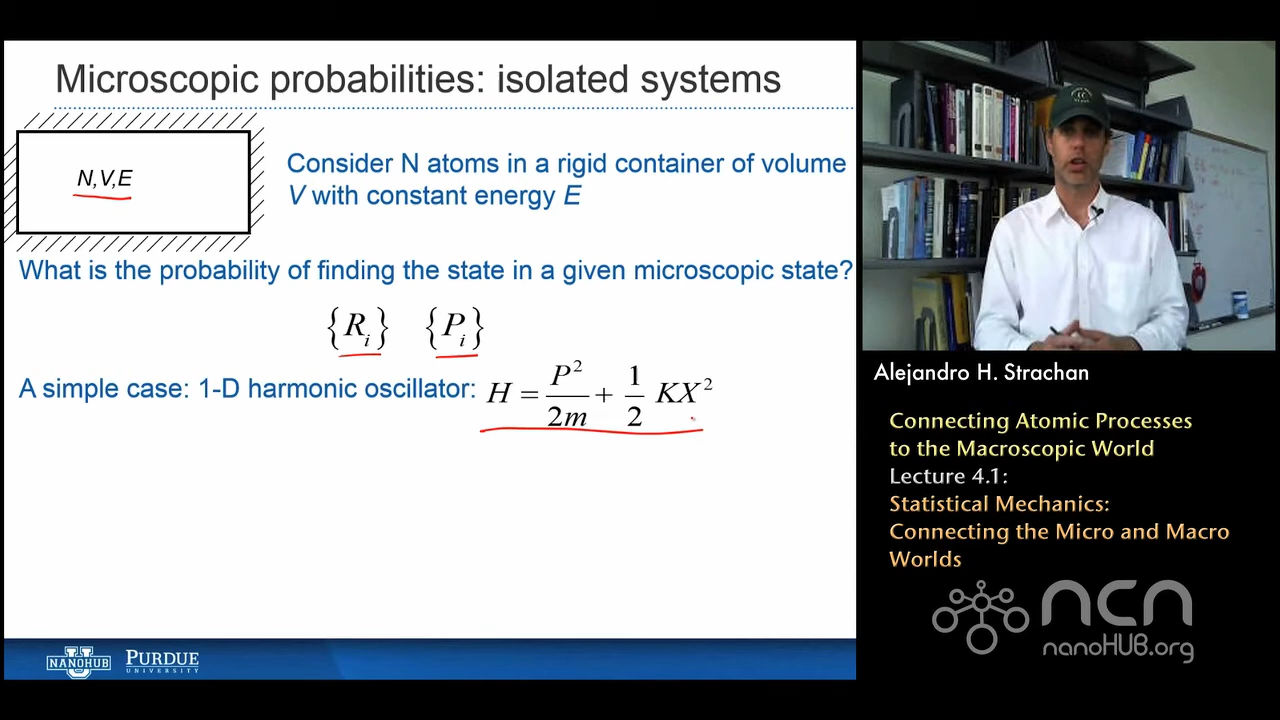 Microscopic probabilities: isolated systems
N,V,E
Consider N atoms in a rigid container of volume
V with constant energy E
What is the probability of finding the state in a given microscopic state?
{R_i} {P_i}
A simple case: 1-D harmonic oscillator: H = P²/2m + 1/2 KX²
NANOHUB
PURDUE
UNIVERSITY
Alejandro H. Strachan
Connecting Atomic Processes
to the Macroscopic World
Lecture 4.1:
Statistical Mechanics:
Connecting the Micro and Macro
Worlds
ncn
nanoHUB.org